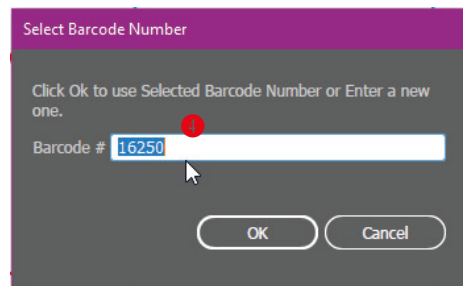 Select Barcode Number
Click Ok to use Selected Barcode Number or Enter a new
one.
4
Barcode # 16250
OK Cancel